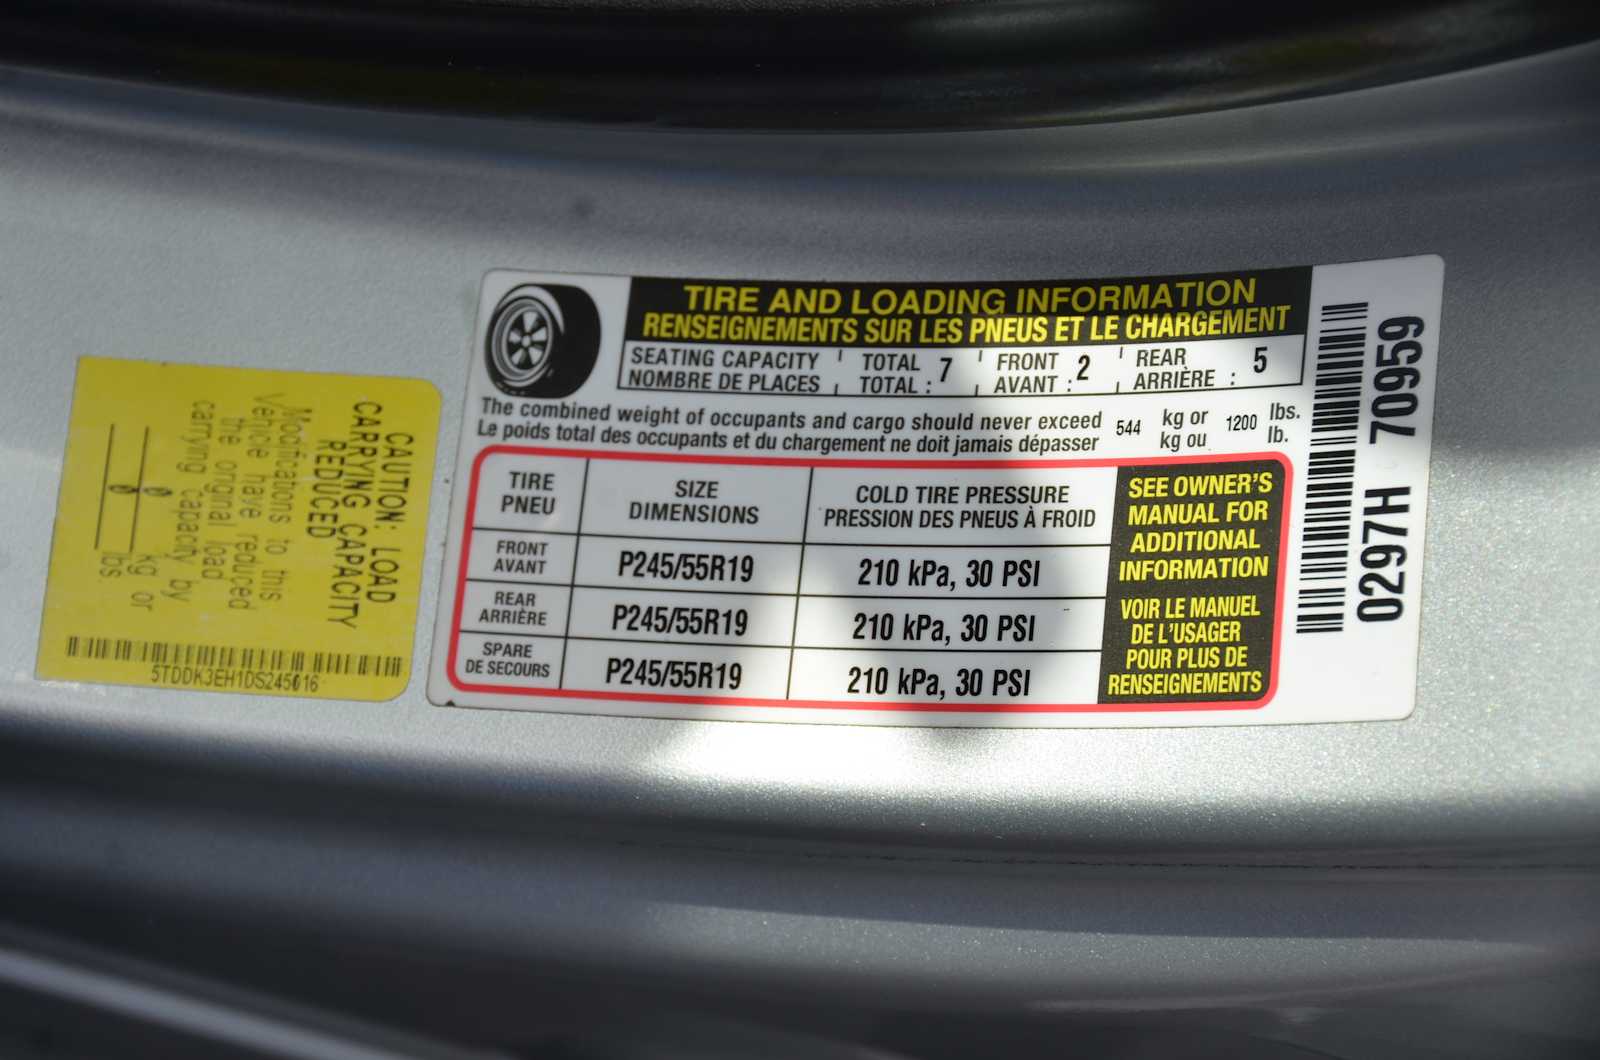 TIRE AND LOADING INFORMATION
RENSEIGNEMENTS SUR LES PNEUS ET LE CHARGEMENT
SEATING CAPACITY TOTAL 7 FRONT 2 REAR 5
NOMBRE DE PLACES TOTAL : AVANT : ARRIÈRE :
The combined weight of occupants and cargo should never exceed 544 kg or 1200 lbs.
Le poids total des occupants et du chargement ne doit jamais dépasser kg ou lb.
TIRE
PNEU
SIZE
DIMENSIONS
COLD TIRE PRESSURE
PRESSION DES PNEUS À FROID
FRONT
AVANT
P245/55R19
210 kPa, 30 PSI
REAR
ARRIÈRE
P245/55R19
210 kPa, 30 PSI
SPARE
DE SECOURS
P245/55R19
210 kPa, 30 PSI
SEE OWNER'S
MANUAL FOR
ADDITIONAL
INFORMATION
VOIR LE MANUEL
DE L'USAGER
POUR PLUS DE
RENSEIGNEMENTS
0297H 70959
CAUTION: LOAD
CARRYING CAPACITY
REDUCED
Modifications to this
vehicle have reduced
the original load
carrying capacity by
0 kg or
0 lbs
5TDDK3EH1DS245016